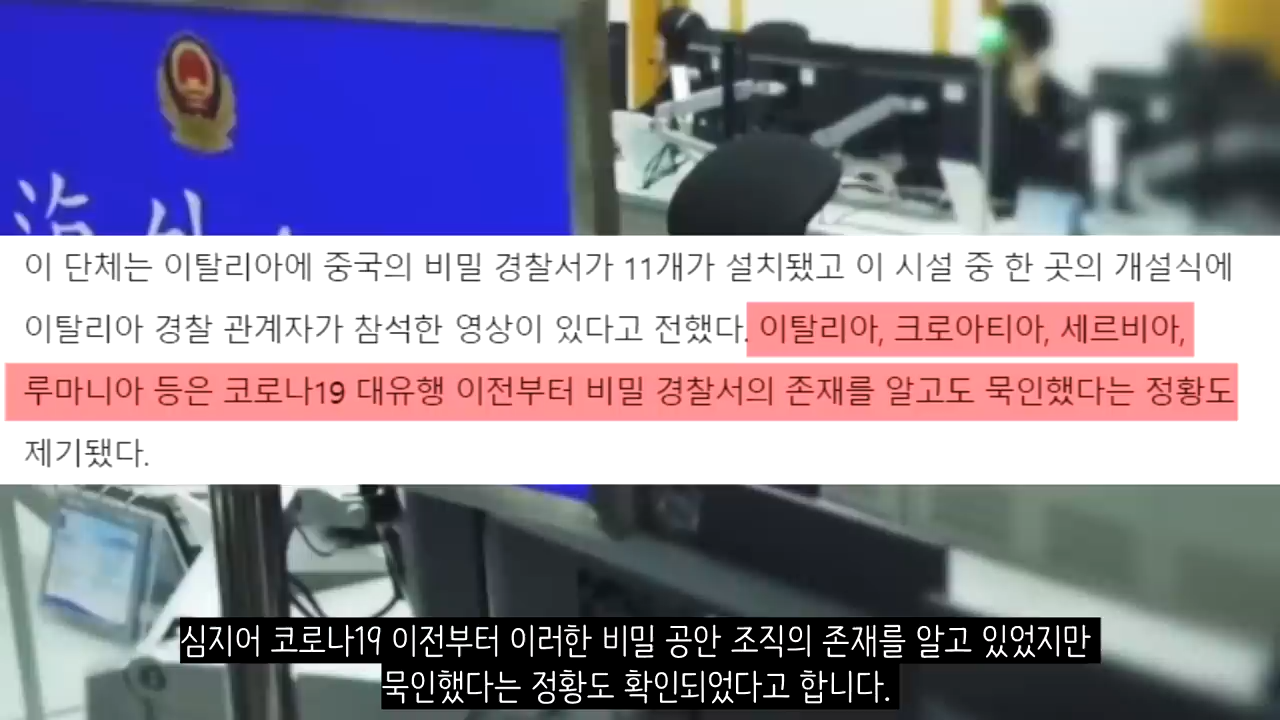 海外
이 단체는 이탈리아에 중국의 비밀 경찰서가 11개가 설치됐고 이 시설 중 한 곳의 개설식에
이탈리아 경찰 관계자가 참석한 영상이 있다고 전했다. 이탈리아, 크로아티아, 세르비아,
루마니아 등은 코로나19 대유행 이전부터 비밀 경찰서의 존재를 알고도 묵인했다는 정황도
제기됐다.
심지어 코로나19 이전부터 이러한 비밀 공안 조직의 존재를 알고 있었지만
묵인했다는 정황도 확인되었다고 합니다.